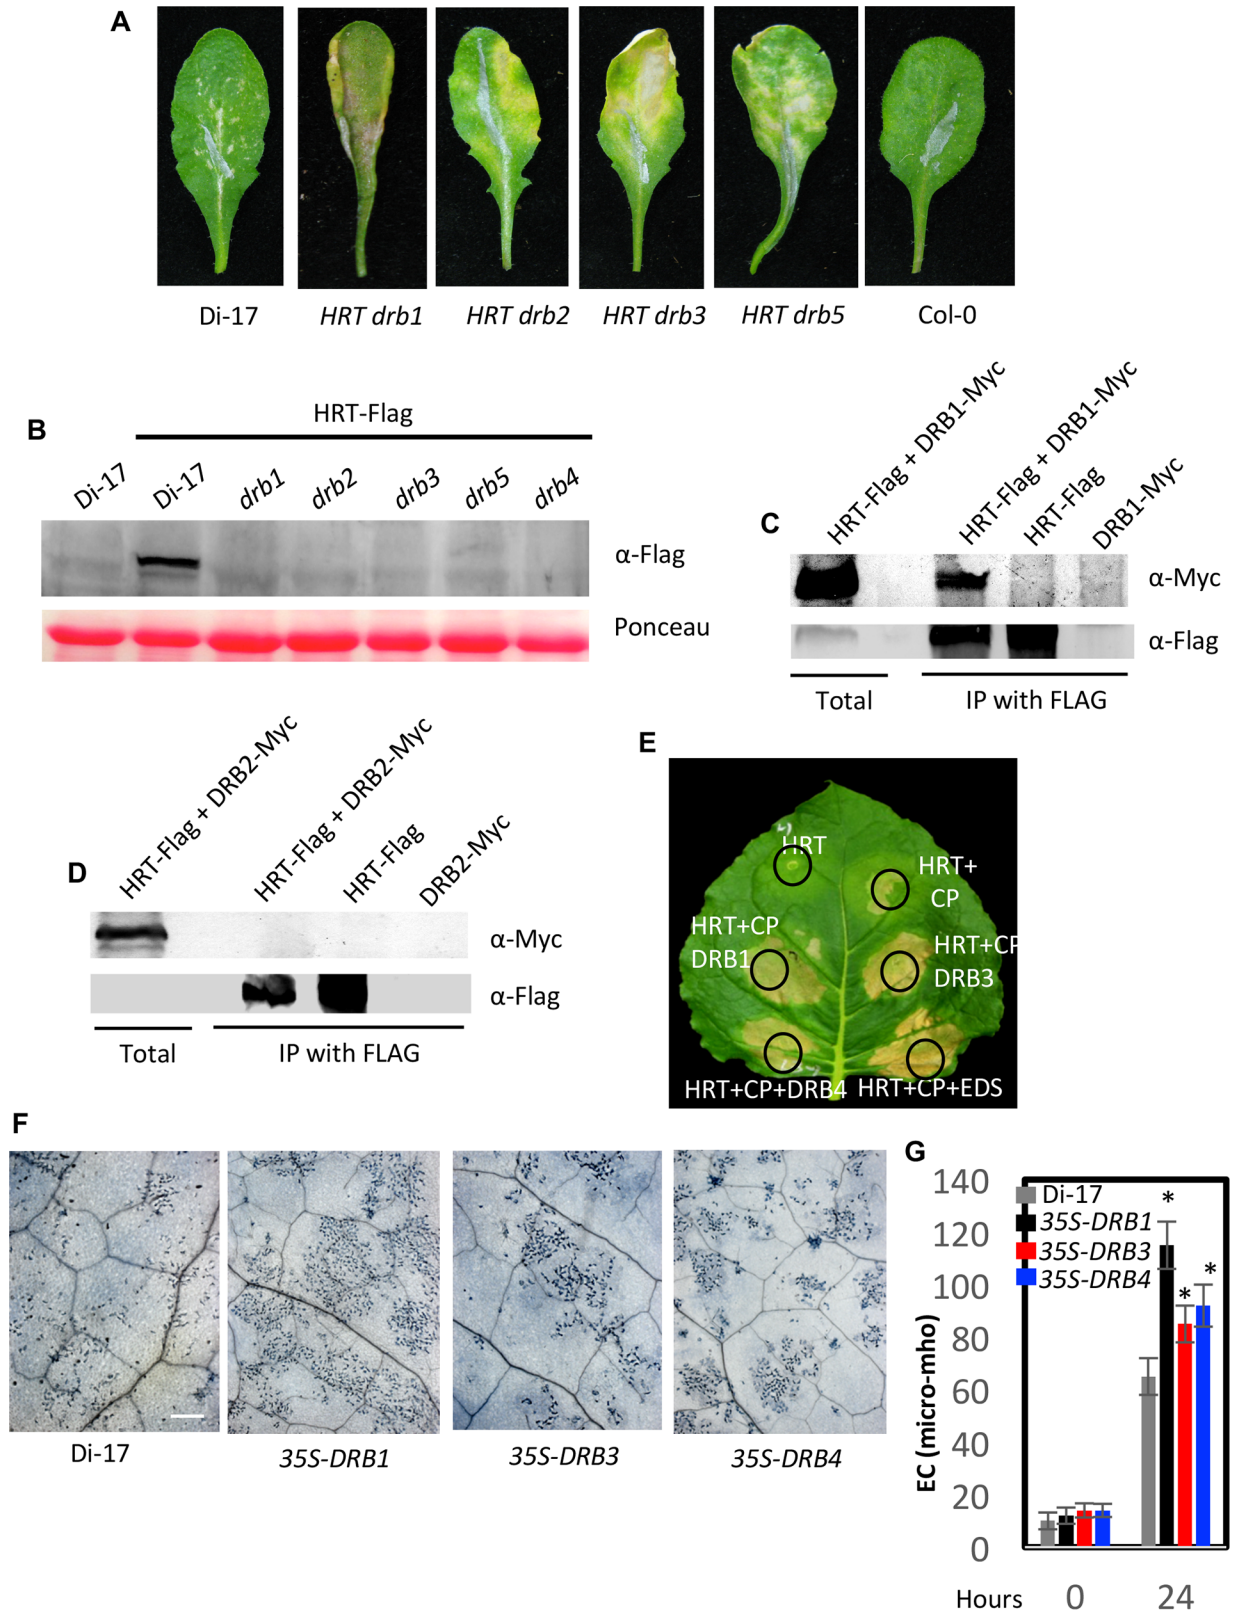 A
Di-17
HRT drb1
HRT drb2
HRT drb3
HRT drb5
Col-0
B
HRT-Flag
Di-17
Di-17
drb1
drb2
drb3
drb5
drb4
α-Flag
Ponceau
C
HRT-Flag + DRB1-Myc
HRT-Flag + DRB1-Myc
HRT-Flag
DRB1-Myc
α-Myc
α-Flag
Total
IP with FLAG
D
HRT-Flag + DRB2-Myc
HRT-Flag + DRB2-Myc
HRT-Flag
DRB2-Myc
α-Myc
α-Flag
Total
IP with FLAG
E
HRT
HRT+
CP
HRT+CP
DRB1
HRT+CP
DRB3
HRT+CP+DRB4
HRT+CP+EDS
F
Di-17
35S-DRB1
35S-DRB3
35S-DRB4
G
140
120
100
80
60
40
20
0
EC (micro-mho)
Di-17
35S-DRB1
35S-DRB3
35S-DRB4
*
*
*
Hours
0
24